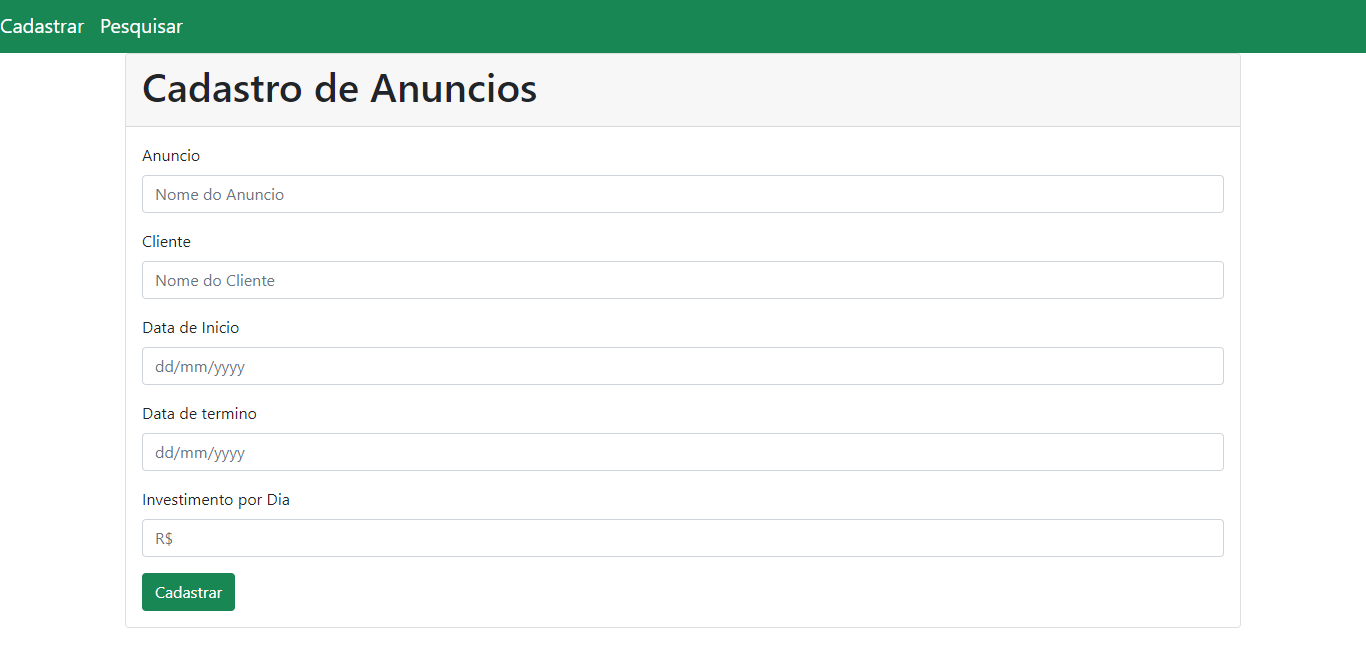 Cadastrar Pesquisar
Cadastro de Anuncios
Anuncio
Nome do Anuncio
Cliente
Nome do Cliente
Data de Inicio
dd/mm/yyyy
Data de termino
dd/mm/yyyy
Investimento por Dia
R$
Cadastrar